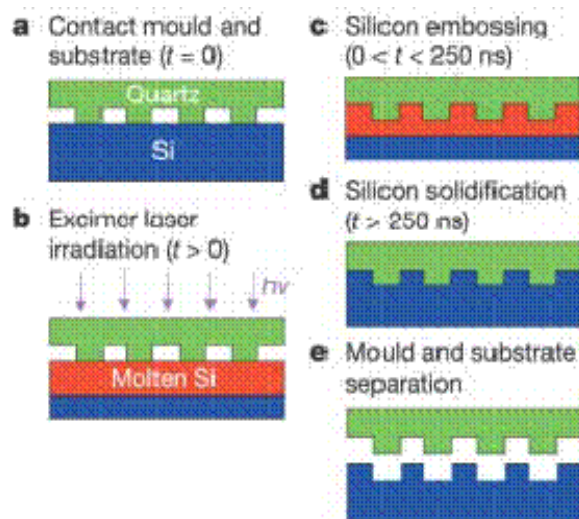 a Contact mould and
substrate (t = 0)
Quartz
Si
b Excimer laser
irradiation (t > 0)
hν
Molten Si
c Silicon embossing
(0 < t < 250 ns)
d Silicon solidification
(t > 250 ns)
e Mould and substrate
separation